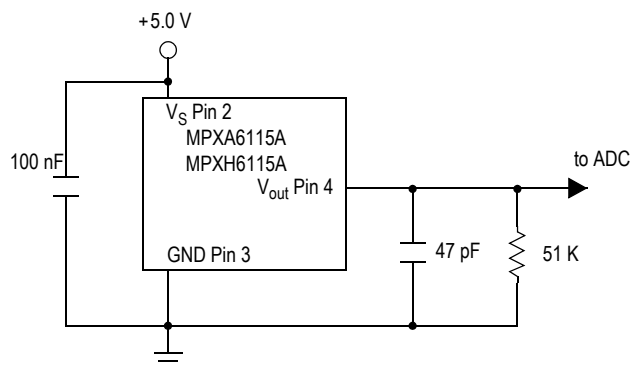 +5.0 V
VS Pin 2
MPXA6115A
MPXH6115A
100 nF
to ADC
Vout Pin 4
GND Pin 3
47 pF
51 K